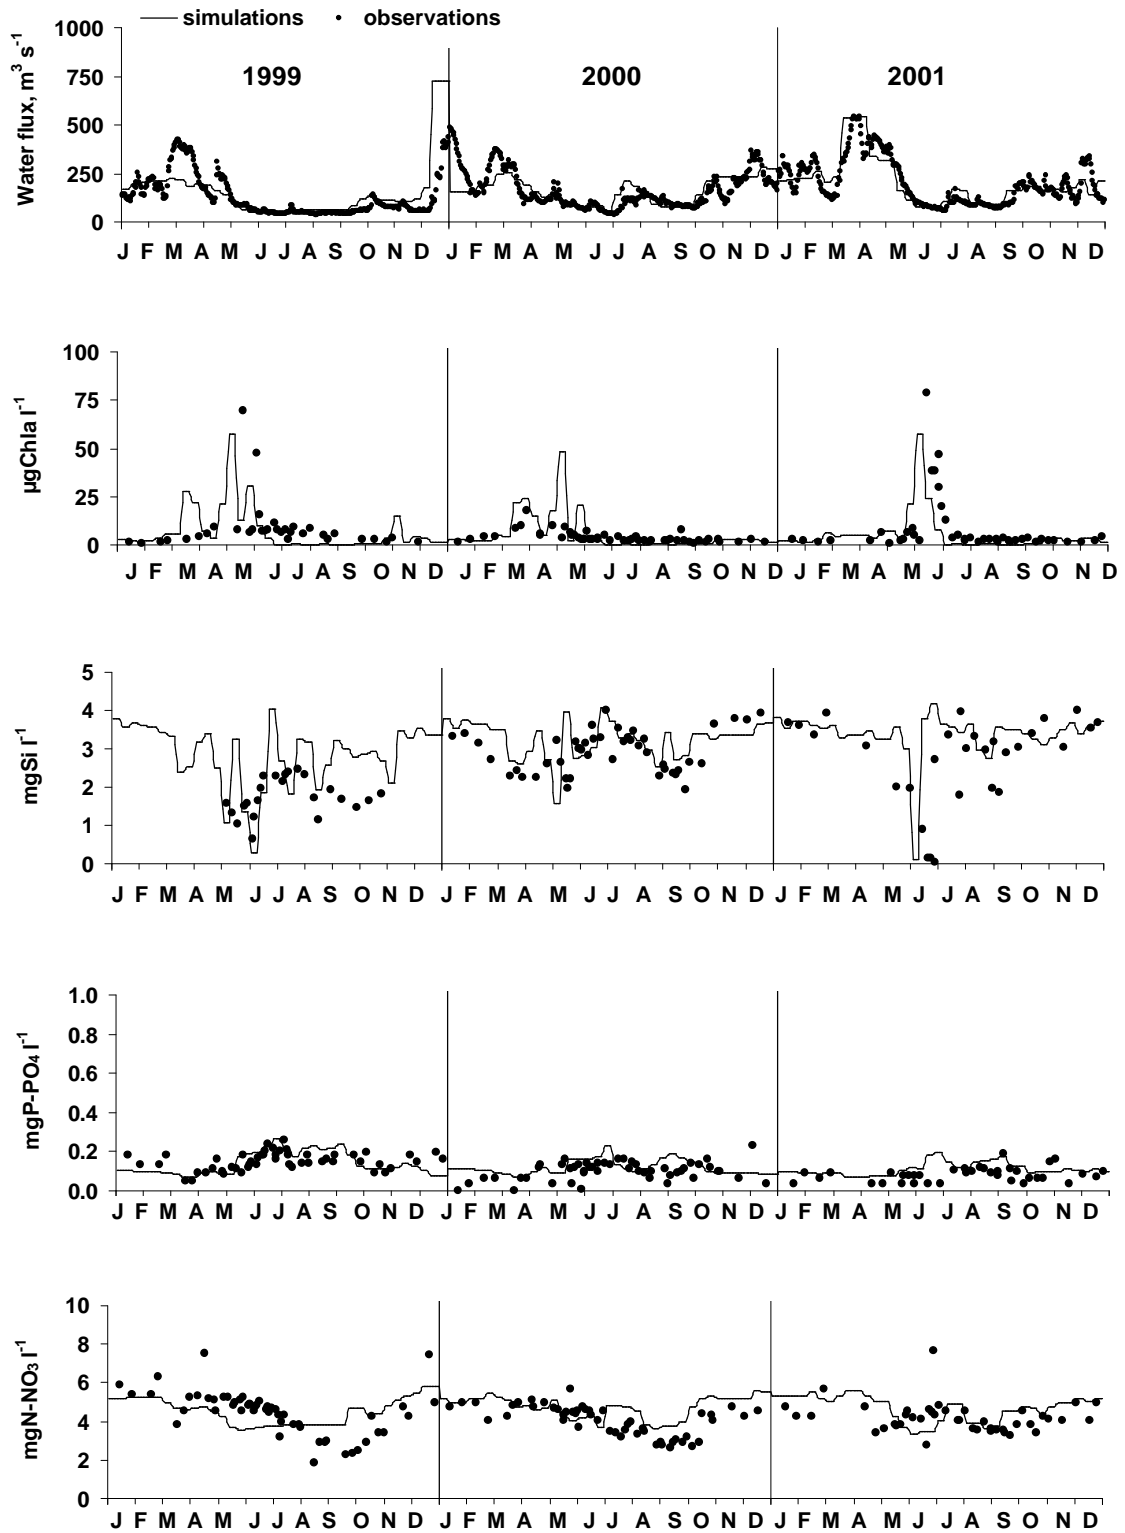 simulations observations
Water flux, m³ s⁻¹
1000
750
500
250
0
1999 2000 2001
J F M A M J J A S O N D J F M A M J J A S O N D J F M A M J J A S O N D
µgChla l⁻¹
100
75
50
25
0
J F M A M J J A S O N D J F M A M J J A S O N D J F M A M J J A S O N D
mgSi l⁻¹
5
4
3
2
1
0
J F M A M J J A S O N D J F M A M J J A S O N D J F M A M J J A S O N D
mgP-PO₄ l⁻¹
1.0
0.8
0.6
0.4
0.2
0.0
J F M A M J J A S O N D J F M A M J J A S O N D J F M A M J J A S O N D
mgN-NO₃ l⁻¹
10
8
6
4
2
0
J F M A M J J A S O N D J F M A M J J A S O N D J F M A M J J A S O N D